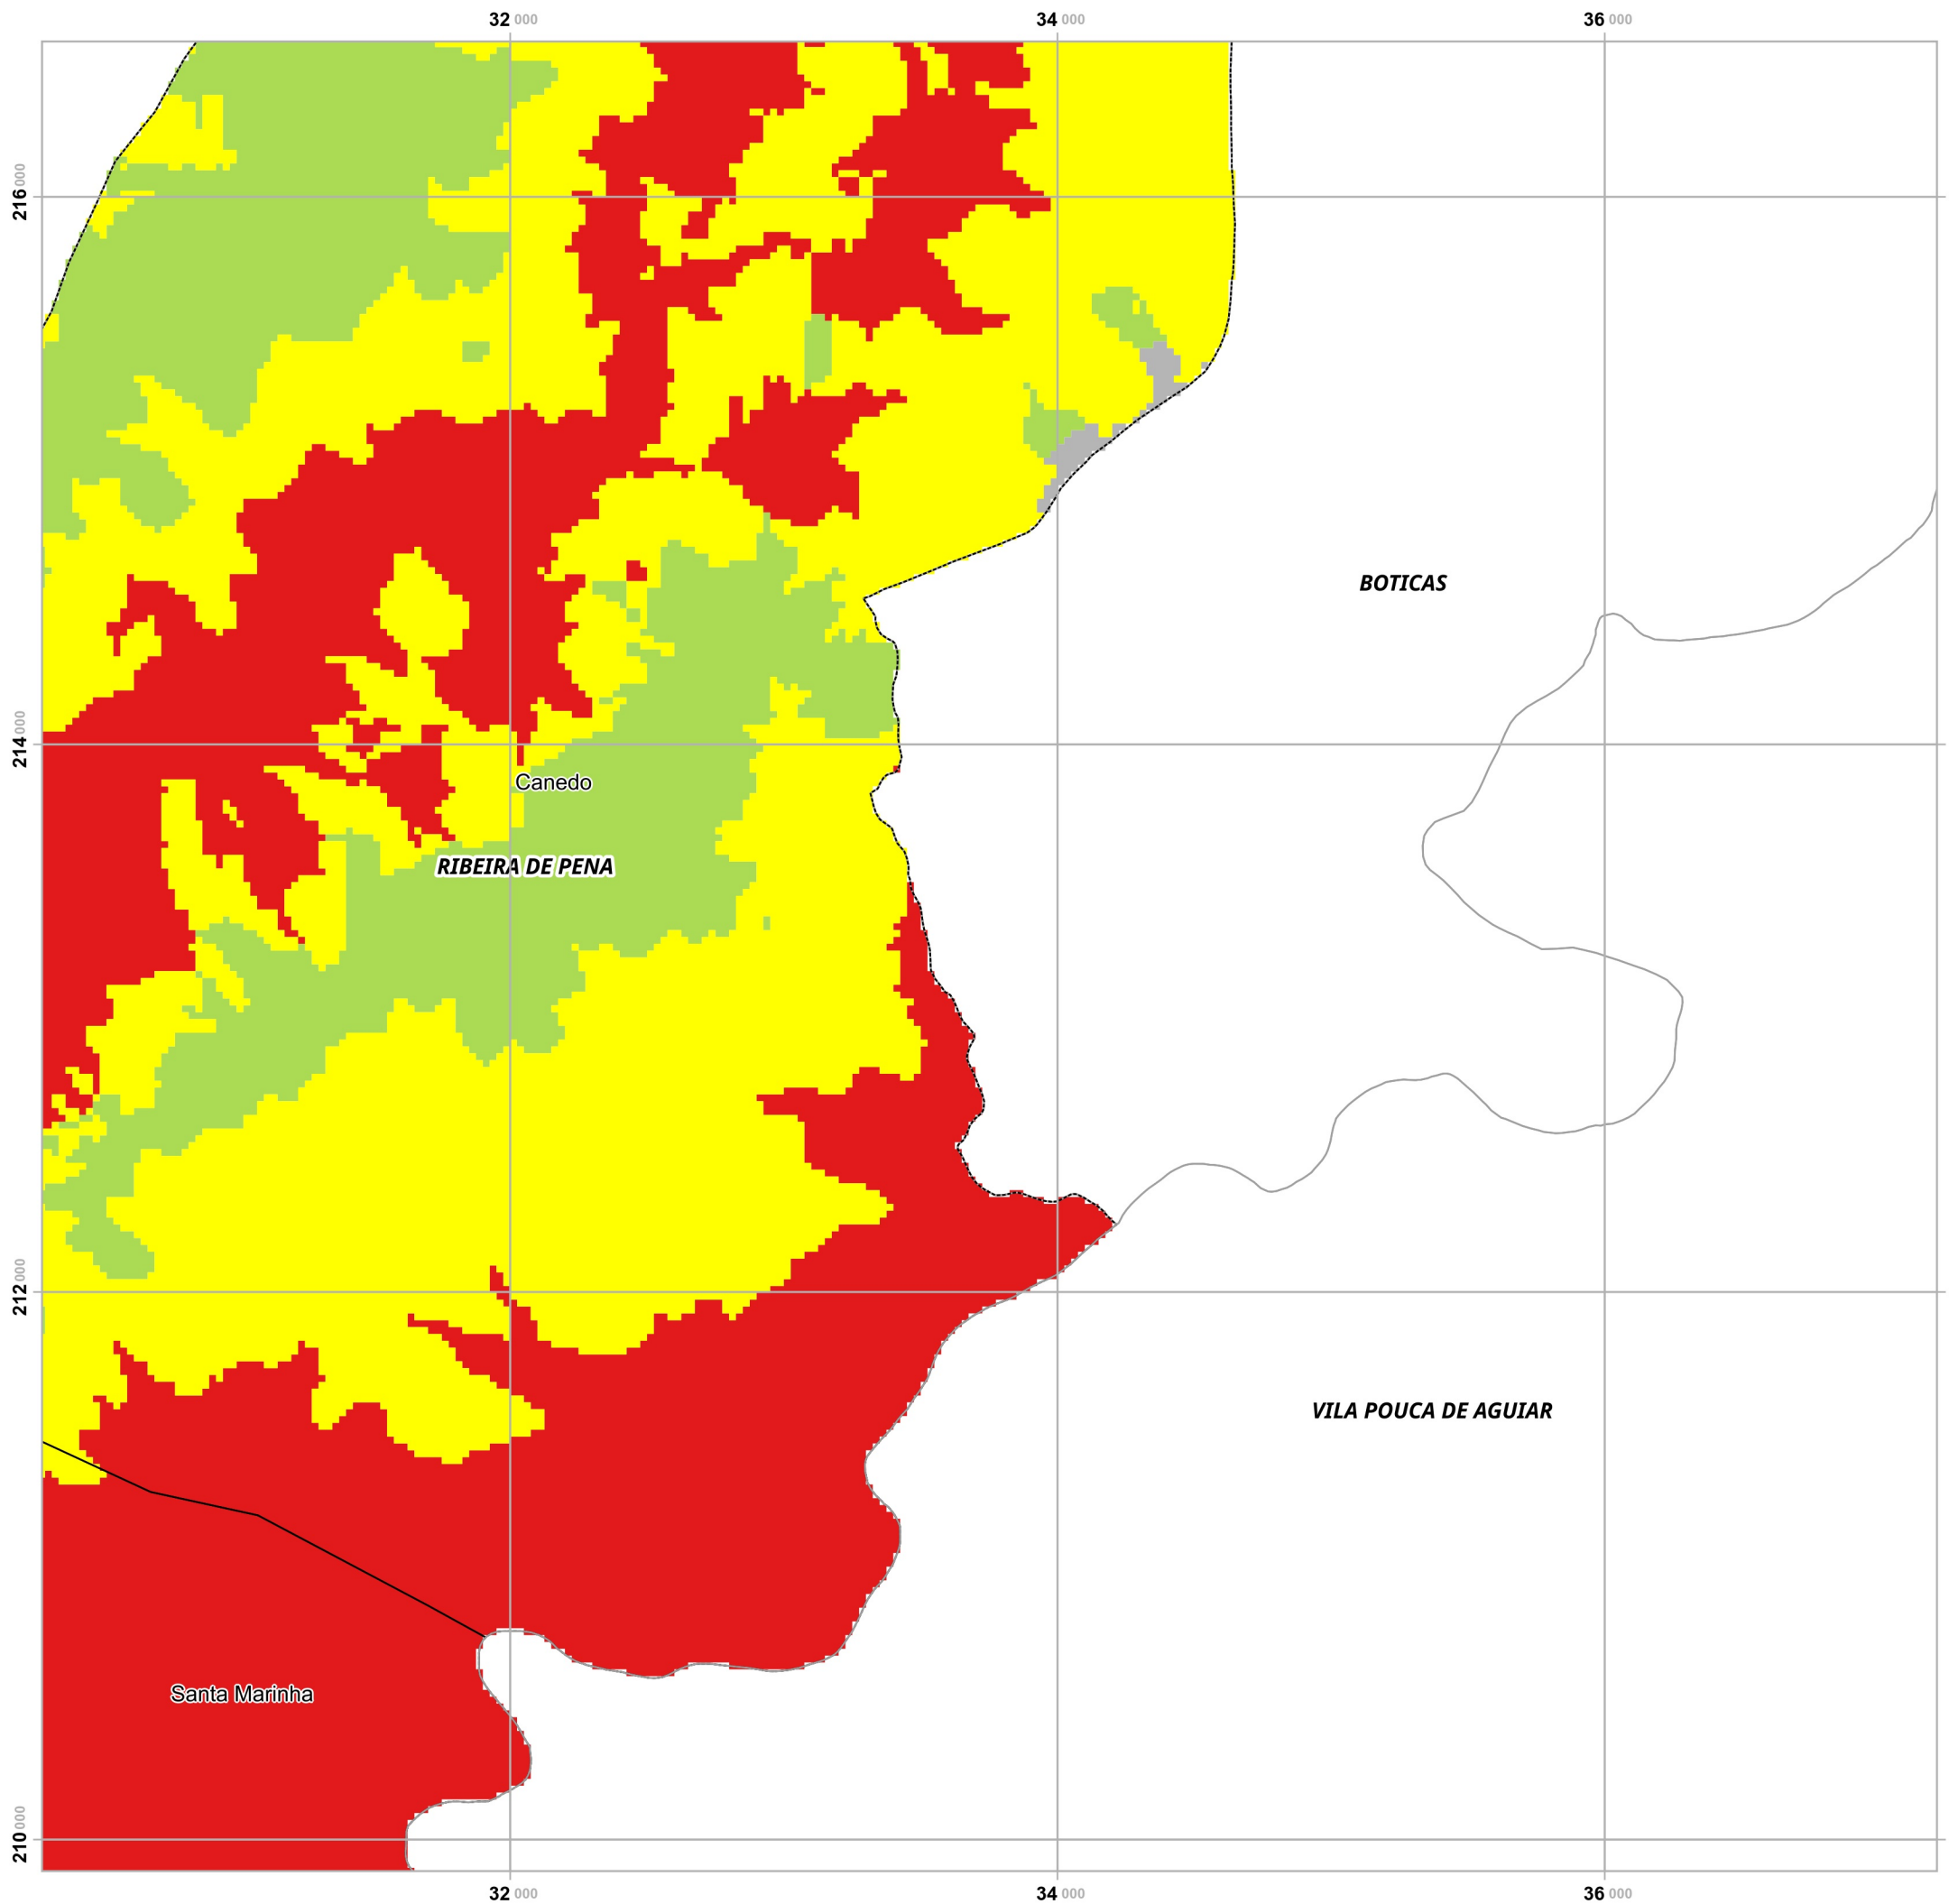 32 000
34 000
36 000
216 000
BOTICAS
214 000
Canedo
RIBEIRA DE PENA
212 000
VILA POUCA DE AGUIAR
Santa Marinha
210 000
32 000
34 000
36 000